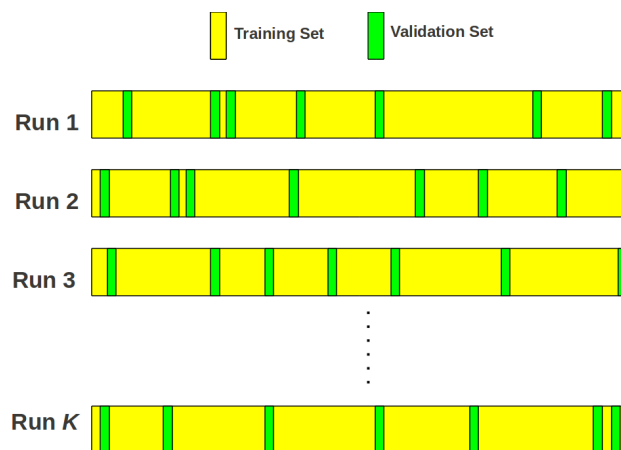 Training Set Validation Set
Run 1
Run 2
Run 3
Run K